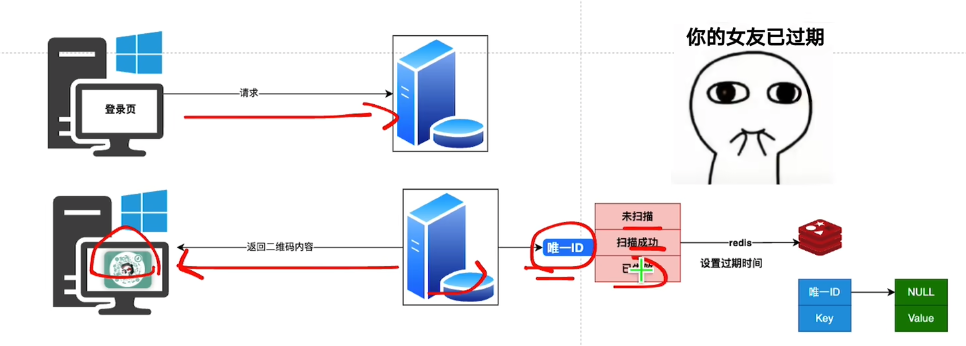 你的女友已过期
登录页
请求
返回二维码内容
唯一ID
未扫描
扫描成功
redis
设置过期时间
唯一ID
NULL
Key
Value